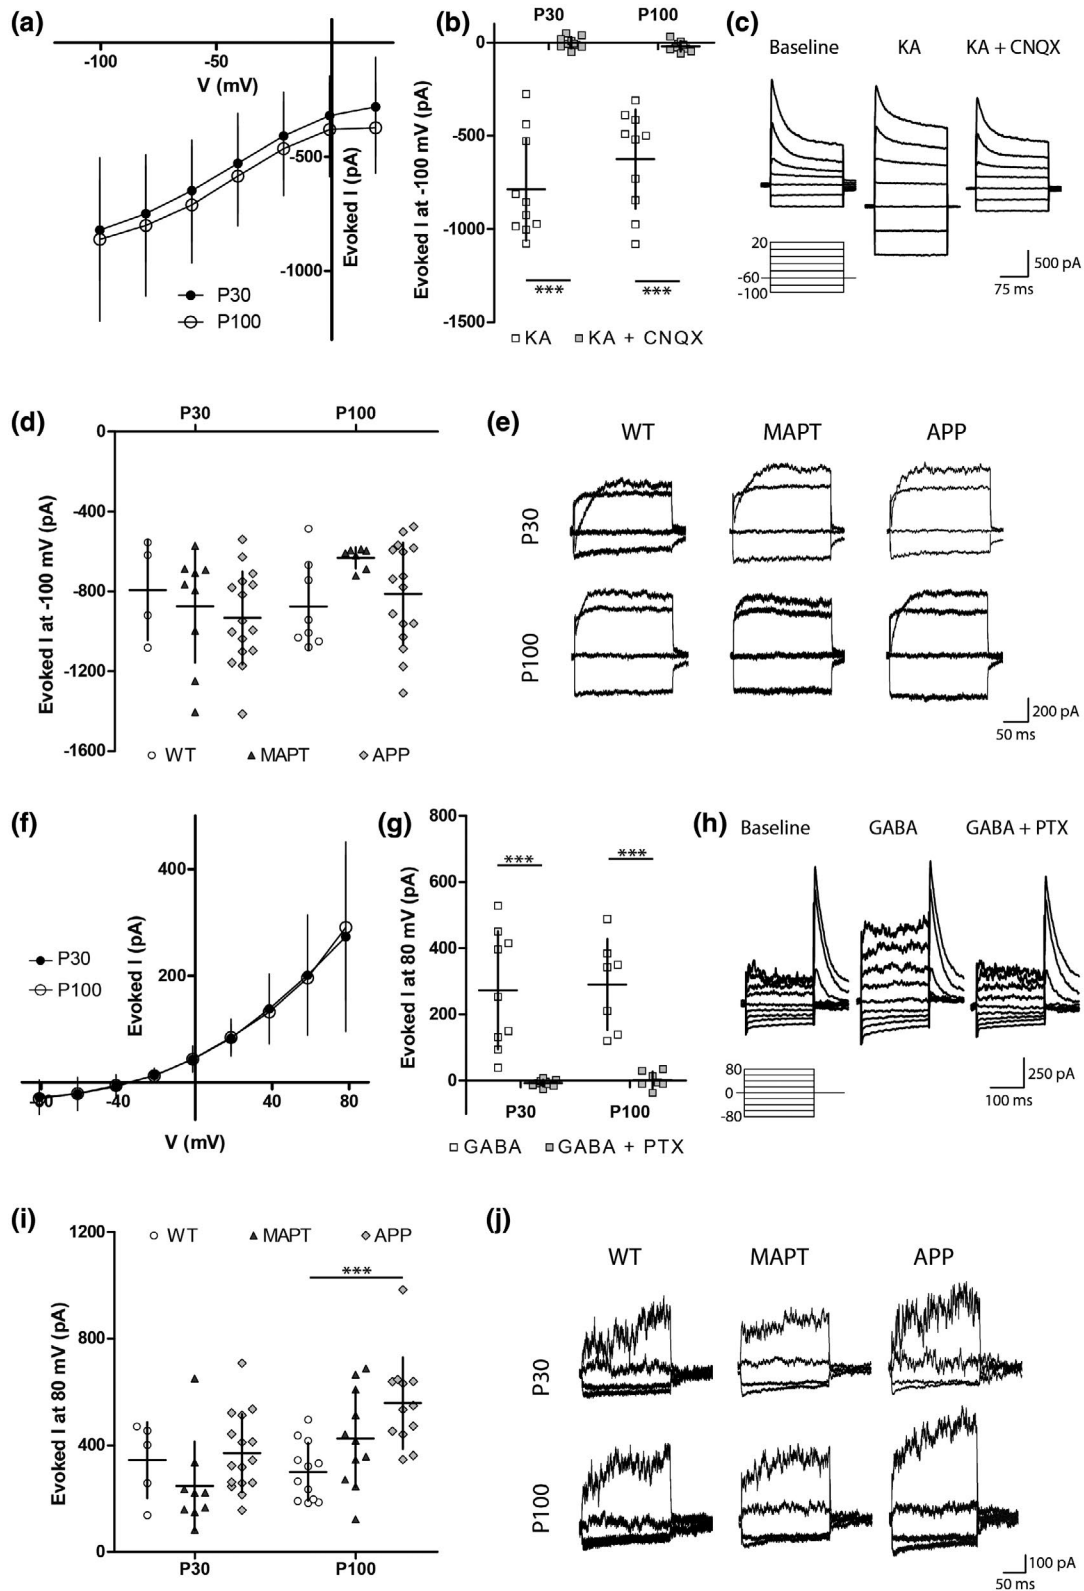 (a)
-100
-50
V (mV)
-500
-1000
Evoked I (pA)
P30
P100
(b)
P30
P100
0
-500
-1000
-1500
Evoked I at -100 mV (pA)
***
***
KA
KA + CNQX
(c)
Baseline
KA
KA + CNQX
20
-60
-100
500 pA
75 ms
(d)
P30
P100
0
-400
-800
-1200
-1600
Evoked I at -100 mV (pA)
WT
MAPT
APP
(e)
WT
MAPT
APP
P30
P100
200 pA
50 ms
(f)
400
200
Evoked I (pA)
P30
P100
-80
-40
40
80
V (mV)
(g)
800
600
400
200
0
Evoked I at 80 mV (pA)
***
***
P30
P100
GABA
GABA + PTX
(h)
Baseline
GABA
GABA + PTX
80
0
-80
250 pA
100 ms
(i)
1200
800
400
0
Evoked I at 80 mV (pA)
WT
MAPT
APP
***
P30
P100
(j)
WT
MAPT
APP
P30
P100
100 pA
50 ms